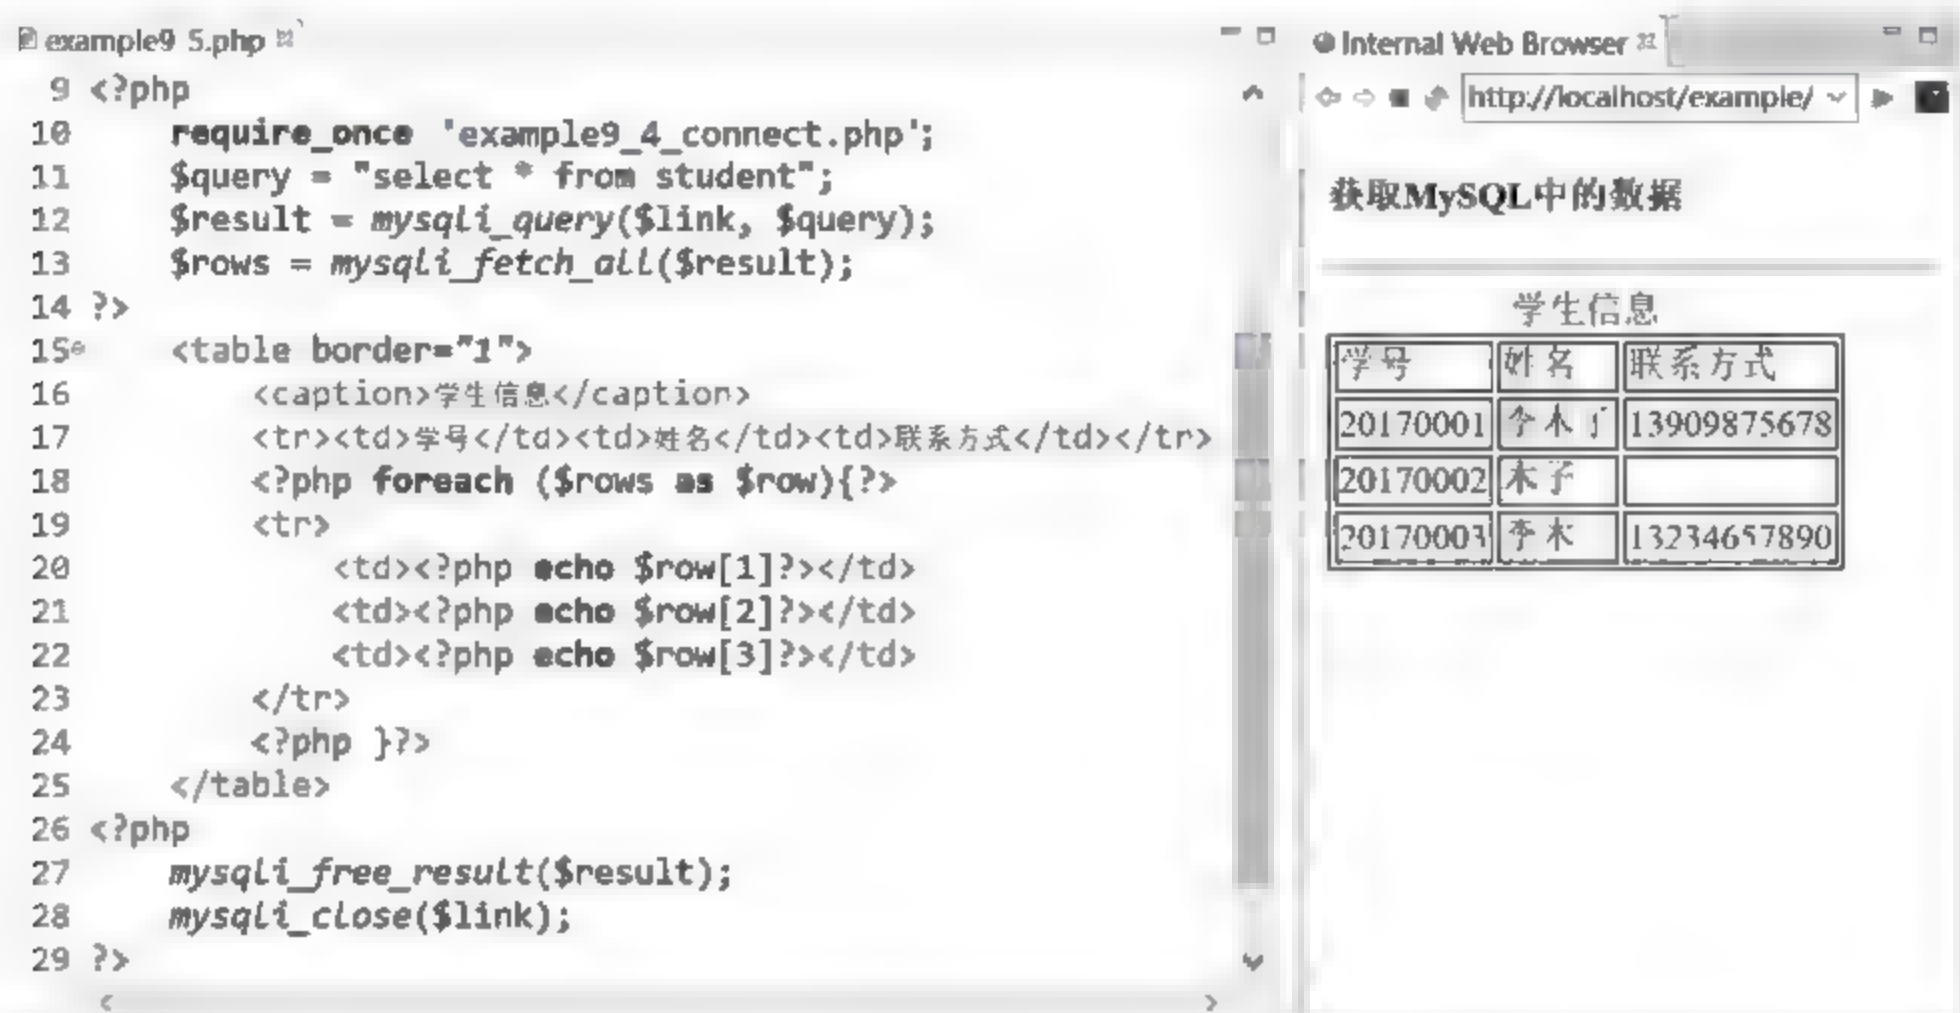 example9 5.php
9 <?php
10 require_once 'example9_4_connect.php';
11 $query = "select * from student";
12 $result = mysqli_query($link, $query);
13 $rows = mysqli_fetch_all($result);
14 ?>
15 <table border="1">
16 <caption>学生信息</caption>
17 <tr><td>学号</td><td>姓名</td><td>联系方式</td></tr>
18 <?php foreach ($rows as $row){?>
19 <tr>
20 <td><?php echo $row[1]?></td>
21 <td><?php echo $row[2]?></td>
22 <td><?php echo $row[3]?></td>
23 </tr>
24 <?php }?>
25 </table>
26 <?php
27 mysqli_free_result($result);
28 mysqli_close($link);
29 ?>
Internal Web Browser
http://localhost/example/
获取MySQL中的数据
学生信息
学号 姓名 联系方式
20170001 李木子 13909875678
20170002 木子
20170003 李木 13234657890